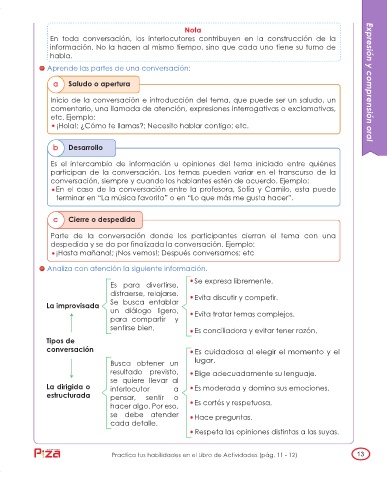 Nota
En toda conversación, los interlocutores contribuyen en la construcción de la
información. No la hacen al mismo tiempo, sino que cada uno tiene su turno de
habla.
Expresión y comprensión oral
Aprende las partes de una conversación:
a Saludo o apertura
Inicio de la conversación e introducción del tema, que puede ser un saludo, un
comentario, una llamada de atención, expresiones interrogativas o exclamativas,
etc. Ejemplo:
• ¡Hola!; ¿Cómo te llamas?; Necesito hablar contigo; etc.
b Desarrollo
Es el intercambio de información u opiniones del tema iniciado entre quiénes
participan de la conversación. Los temas pueden variar en el transcurso de la
conversación, siempre y cuando los hablantes estén de acuerdo. Ejemplo:
• En el caso de la conversación entre la profesora, Sofía y Camilo, esta puede
terminar en “La música favorita” o en “Lo que más me gusta hacer”.
c Cierre o despedida
Parte de la conversación donde los participantes cierran el tema con una
despedida y se da por finalizada la conversación. Ejemplo:
• ¡Hasta mañana!; ¡Nos vemos!; Después conversamos; etc
Analiza con atención la siguiente información.
Tipos de
conversación
La improvisada
Es para divertirse,
distraerse, relajarse.
Se busca entablar
un diálogo ligero,
para compartir y
sentirse bien.
• Se expresa libremente.
• Evita discutir y competir.
• Evita tratar temas complejos.
• Es conciliadora y evitar tener razón.
La dirigida o
estructurada
Busca obtener un
resultado previsto,
se quiere llevar al
interlocutor a
pensar, sentir o
hacer algo. Por eso,
se debe atender
cada detalle.
• Es cuidadosa al elegir el momento y el
lugar.
• Elige adecuadamente su lenguaje.
• Es moderada y domina sus emociones.
• Es cortés y respetuosa.
• Hace preguntas.
• Respeta las opiniones distintas a las suyas.
Practica tus habilidades en el Libro de Actividades (pág. 11 - 12)
13